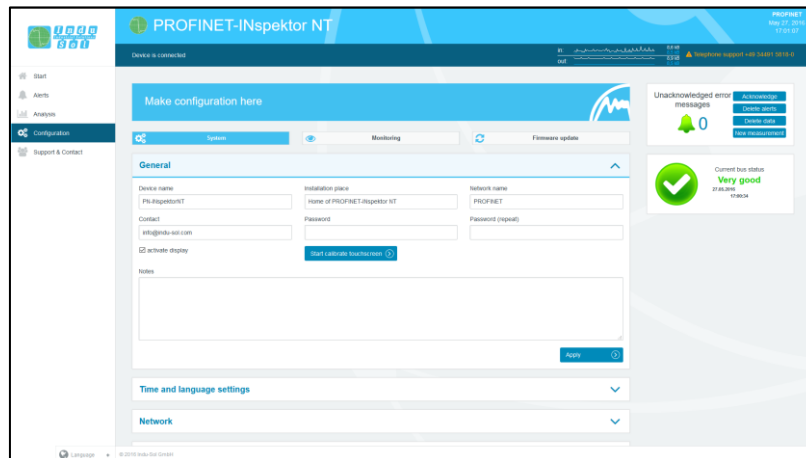 indu
Sol
PROFINET-INspektor NT
PROFINET
May 27, 2016
17:01:07
Device is connected
in:
out:
Telephone support +49 34491 5818-0
Start
Alerts
Analysis
Configuration
Support & Contact
Make configuration here
System
Monitoring
Firmware update
General
Device name
Installation place
Network name
PN-INspektorNT
Home of PROFINET-INspektor NT
PROFINET
Contact
Password
Password (repeat)
info@indu-sol.com
activate display
Start calibrate touchscreen
Notes
Apply
Time and language settings
Network
Unacknowledged error
messages
0
Acknowledge
Delete alerts
Delete data
New measurement
Current bus status
Very good
27.05.2016
17:00:34
Language
© 2015 Indu-Sol GmbH